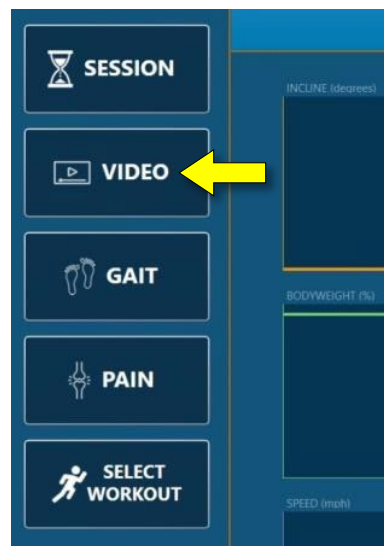 SESSION
INCLINE (degrees)
VIDEO
GAIT
BODYWEIGHT (%)
PAIN
SELECT
WORKOUT
SPEED (mph)